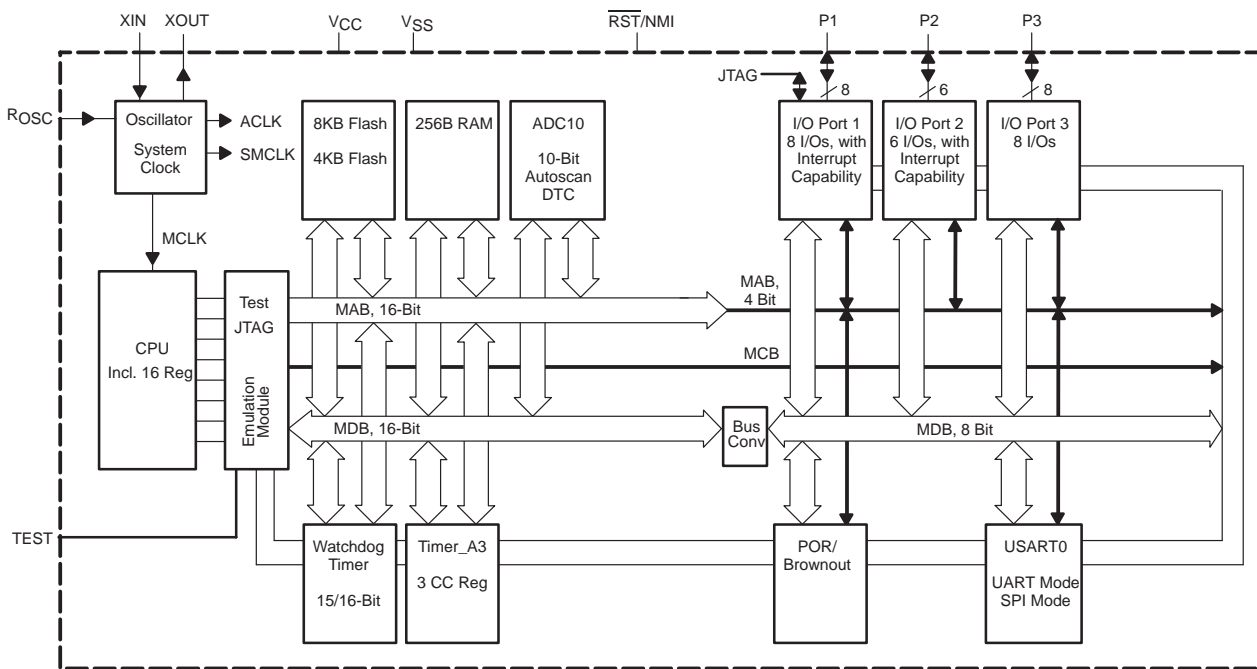 XIN XOUT VCC VSS RST/NMI P1 P2 P3
JTAG
8 6 8
ROSC
Oscillator
System
Clock
ACLK
SMCLK
8KB Flash
4KB Flash
256B RAM
ADC10
10-Bit
Autoscan
DTC
I/O Port 1
8 I/Os, with
Interrupt
Capability
I/O Port 2
6 I/Os, with
Interrupt
Capability
I/O Port 3
8 I/Os
MCLK
CPU
Incl. 16 Reg
Test
JTAG
Emulation
Module
MAB, 16-Bit
MAB,
4 Bit
MCB
MDB, 16-Bit
Bus
Conv
MDB, 8 Bit
TEST
Watchdog
Timer
15/16-Bit
Timer_A3
3 CC Reg
POR/
Brownout
USART0
UART Mode
SPI Mode